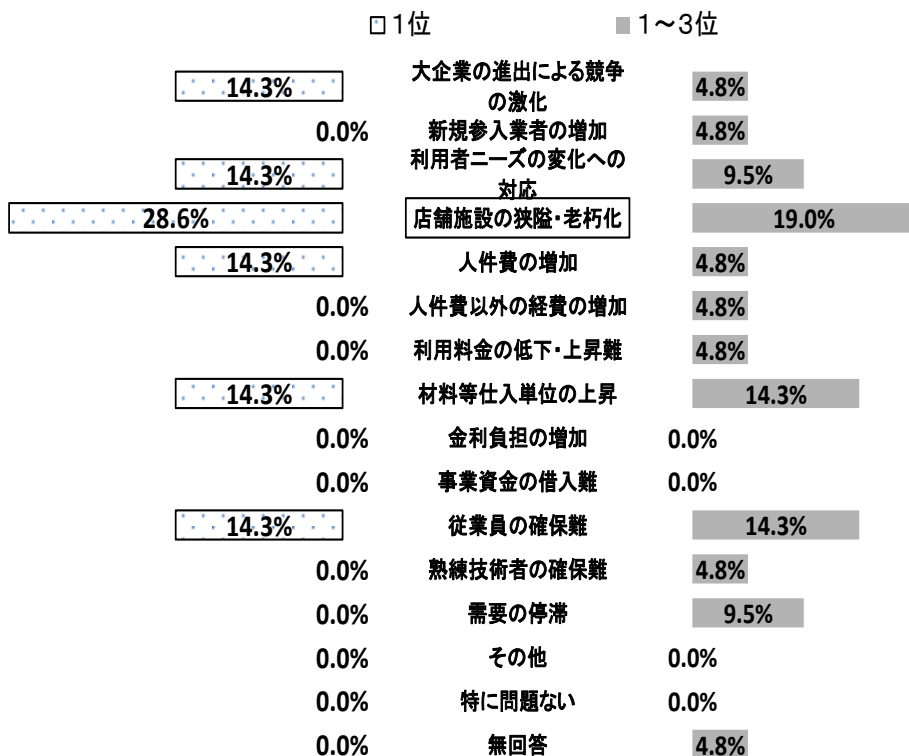 1位 1～3位
14.3% 大企業の進出による競争 4.8%
の激化
0.0% 新規参入業者の増加 4.8%
14.3% 利用者ニーズの変化への 9.5%
対応
28.6% 店舗施設の狭隘・老朽化 19.0%
14.3% 人件費の増加 4.8%
0.0% 人件費以外の経費の増加 4.8%
0.0% 利用料金の低下・上昇難 4.8%
14.3% 材料等仕入単位の上昇 14.3%
0.0% 金利負担の増加 0.0%
0.0% 事業資金の借入難 0.0%
14.3% 従業員の確保難 14.3%
0.0% 熟練技術者の確保難 4.8%
0.0% 需要の停滞 9.5%
0.0% その他 0.0%
0.0% 特に問題ない 0.0%
0.0% 無回答 4.8%